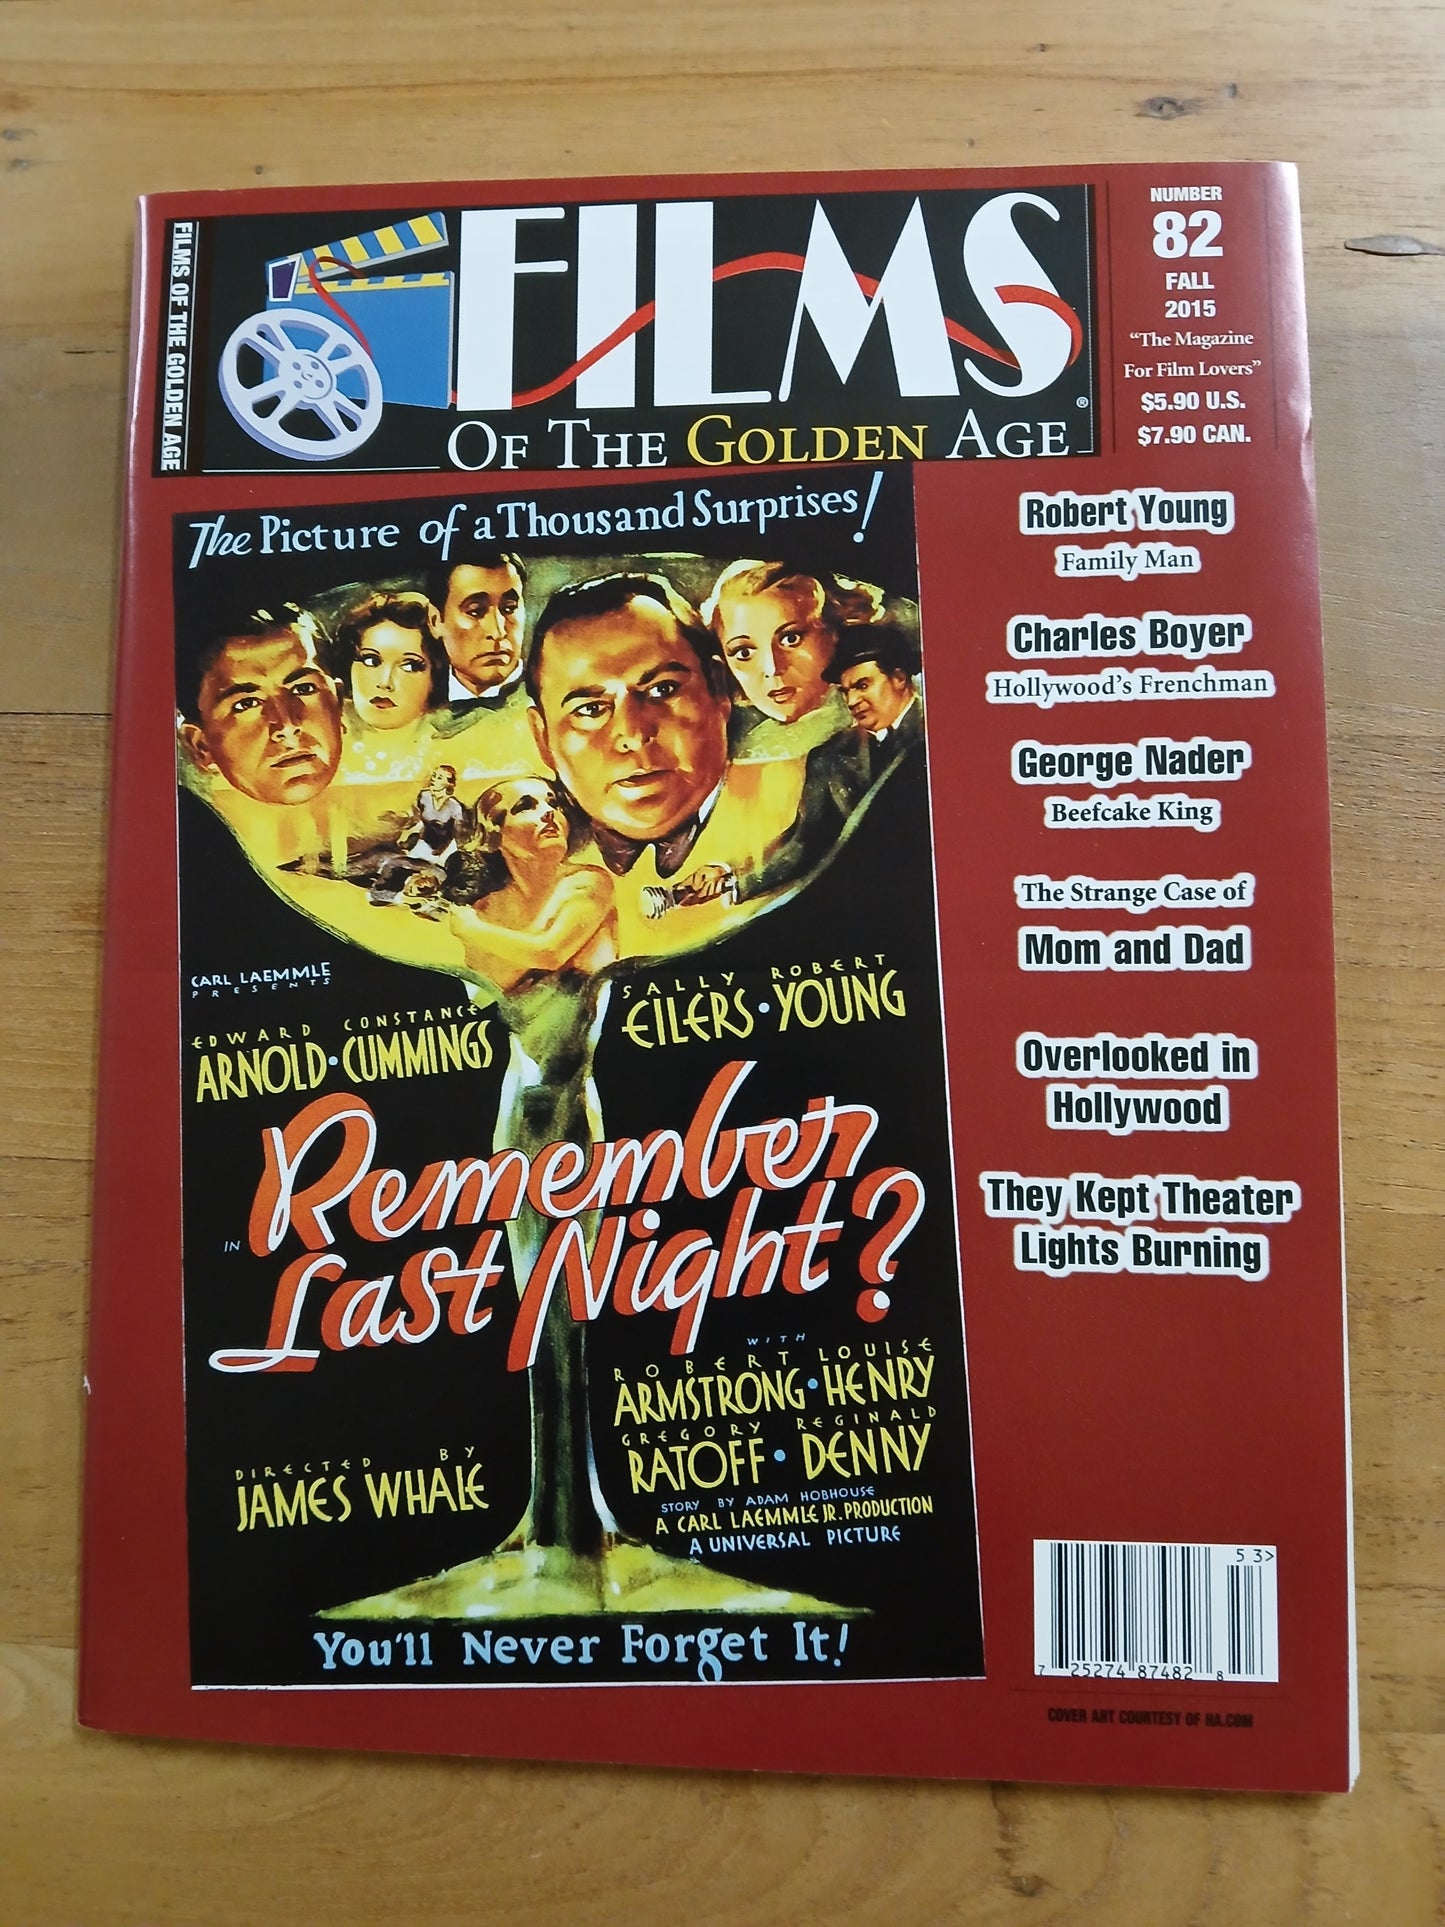 FILMS OF THE GOLDEN AGE
FILMS
®
OF THE GOLDEN AGE
NUMBER
82
FALL
2015
“The Magazine
For Film Lovers”
$5.90 U.S.
$7.90 CAN.
The Picture of a Thousand Surprises!
CARL LAEMMLE
PRESENTS
EDWARD CONSTANCE
ARNOLD · CUMMINGS
SALLY ROBERT
EILERS · YOUNG
IN
Remember
Last Night?
WITH
ROBERT LOUISE
ARMSTRONG · HENRY
GREGORY REGINALD
RATOFF · DENNY
DIRECTED BY
JAMES WHALE
STORY BY ADAM HOBHOUSE
A CARL LAEMMLE JR. PRODUCTION
A UNIVERSAL PICTURE
You'll Never Forget It!
Robert Young
Family Man
Charles Boyer
Hollywood’s Frenchman
George Nader
Beefcake King
The Strange Case of
Mom and Dad
Overlooked in
Hollywood
They Kept Theater
Lights Burning
53>
7 25274 87482 8
COVER ART COURTESY OF HA.COM